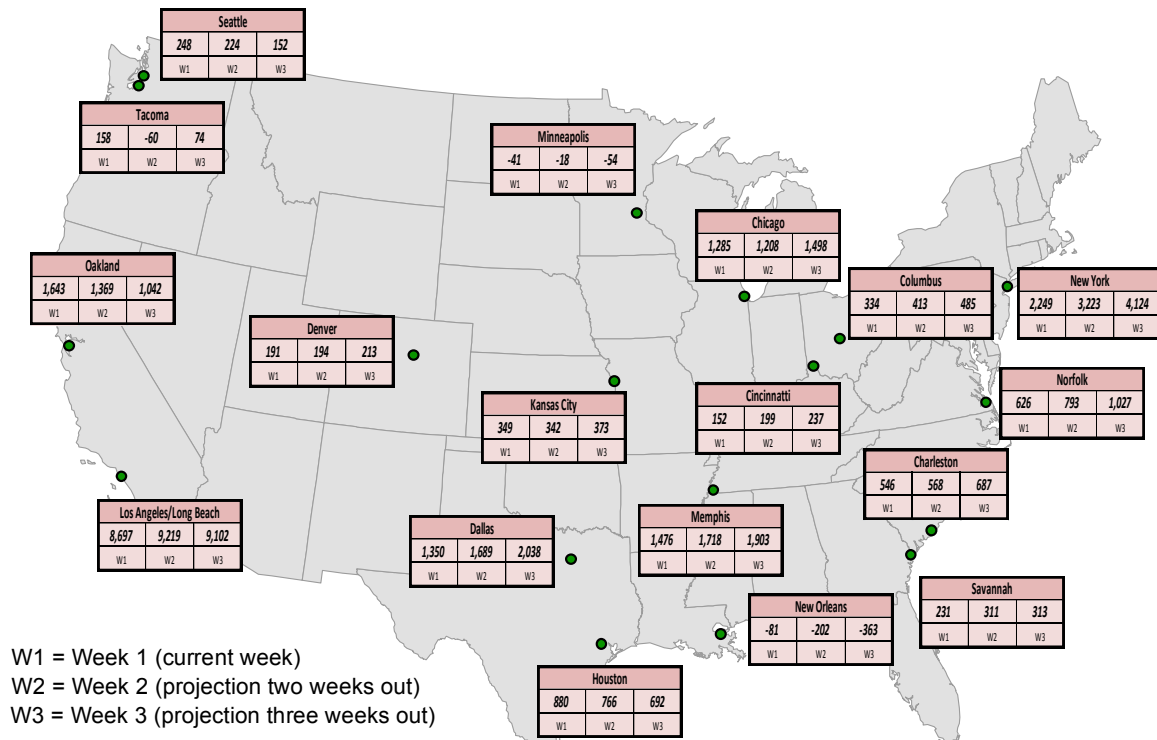 Seattle
248 224 152
W1 W2 W3
Tacoma
158 -60 74
W1 W2 W3
Minneapolis
-41 -18 -54
W1 W2 W3
Chicago
1,285 1,208 1,498
W1 W2 W3
Oakland
1,643 1,369 1,042
W1 W2 W3
Columbus
334 413 485
W1 W2 W3
New York
2,249 3,223 4,124
W1 W2 W3
Denver
191 194 213
W1 W2 W3
Norfolk
626 793 1,027
W1 W2 W3
Kansas City
349 342 373
W1 W2 W3
Cincinnatti
152 199 237
W1 W2 W3
Charleston
546 568 687
W1 W2 W3
Los Angeles/Long Beach
8,697 9,219 9,102
W1 W2 W3
Dallas
1,350 1,689 2,038
W1 W2 W3
Memphis
1,476 1,718 1,903
W1 W2 W3
Savannah
231 311 313
W1 W2 W3
New Orleans
-81 -202 -363
W1 W2 W3
Houston
880 766 692
W1 W2 W3
W1 = Week 1 (current week)
W2 = Week 2 (projection two weeks out)
W3 = Week 3 (projection three weeks out)